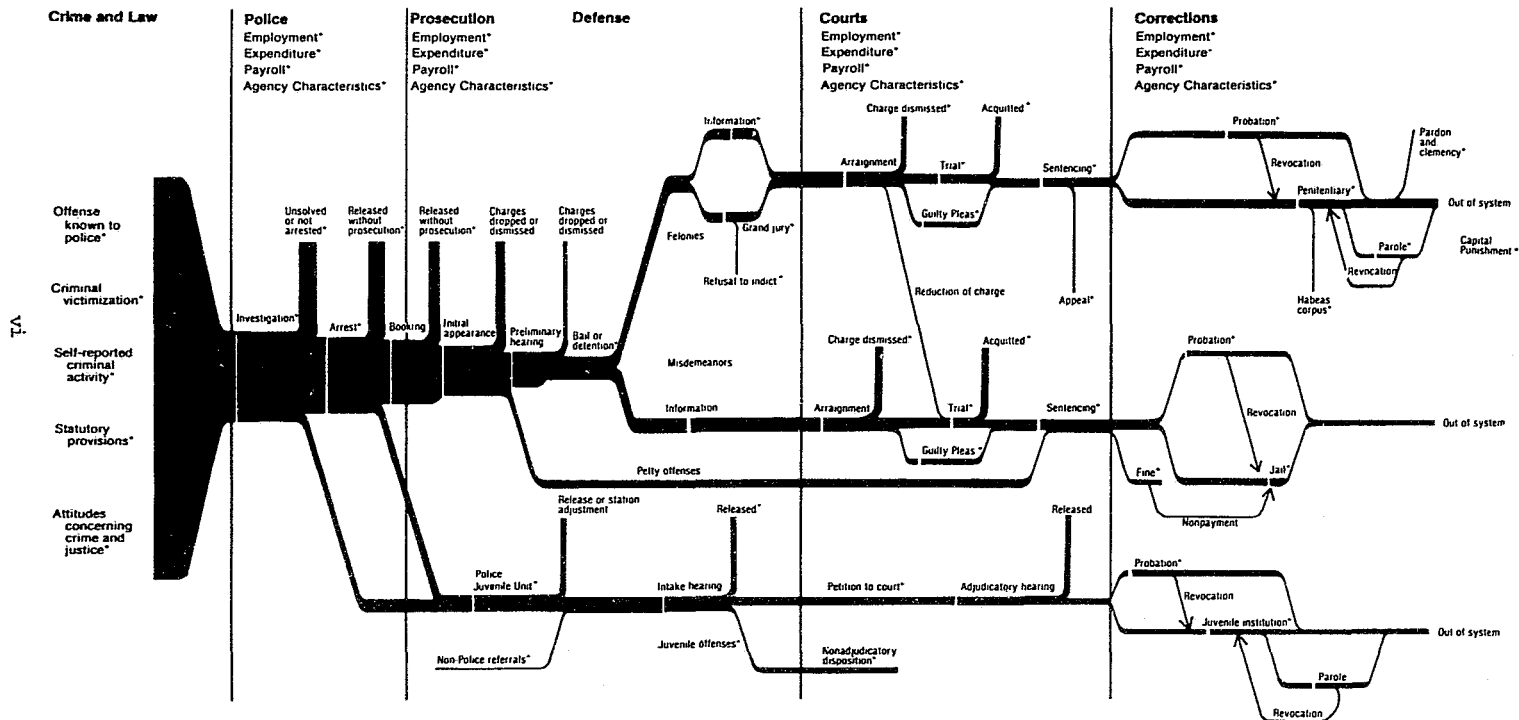 Crime and Law
Police
Employment*
Expenditure*
Payroll*
Agency Characteristics*
Prosecution
Employment*
Expenditure*
Payroll*
Agency Characteristics*
Defense
Courts
Employment*
Expenditure*
Payroll*
Agency Characteristics*
Corrections
Employment*
Expenditure*
Payroll*
Agency Characteristics*
Offense
known to
police*
Criminal
victimization*
Self-reported
criminal
activity*
Statutory
provisions*
Attitudes
concerning
crime and
justice*
vi
Investigation*
Unsolved
or not
arrested*
Arrest*
Released
without
prosecution*
Booking
Released
without
prosecution*
Initial
appearance
Charges
dropped or
dismissed
Preliminary
hearing
Charges
dropped or
dismissed
Bail or
detention*
Felonies
Information*
Grand jury*
Refusal to indict*
Arraignment
Charge dismissed*
Trial*
Acquitted*
Guilty Pleas*
Sentencing*
Appeal*
Reduction of charge
Probation*
Revocation
Penitentiary*
Pardon
and
clemency*
Out of system
Habeas
corpus*
Parole*
Revocation
Capital
Punishment*
Misdemeanors
Information
Arraignment
Charge dismissed*
Trial*
Acquitted*
Guilty Pleas*
Sentencing*
Probation*
Revocation
Fine*
Jail*
Nonpayment
Out of system
Petty offenses
Police
Juvenile Unit*
Release or station
adjustment
Non-Police referrals*
Intake hearing
Released*
Juvenile offenses*
Nonadjudicatory
disposition*
Petition to court*
Adjudicatory hearing
Released
Probation*
Revocation
Juvenile institution*
Out of system
Parole
Revocation